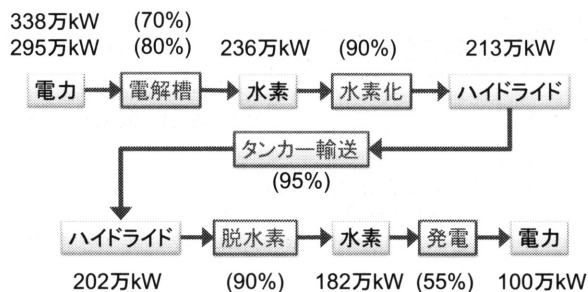 338万kW (70%)
295万kW (80%) 236万kW (90%) 213万kW
電力 電解槽 水素 水素化 ハイドライド
タンカー輸送
(95%)
ハイドライド 脱水素 水素 発電 電力
202万kW (90%) 182万kW (55%) 100万kW